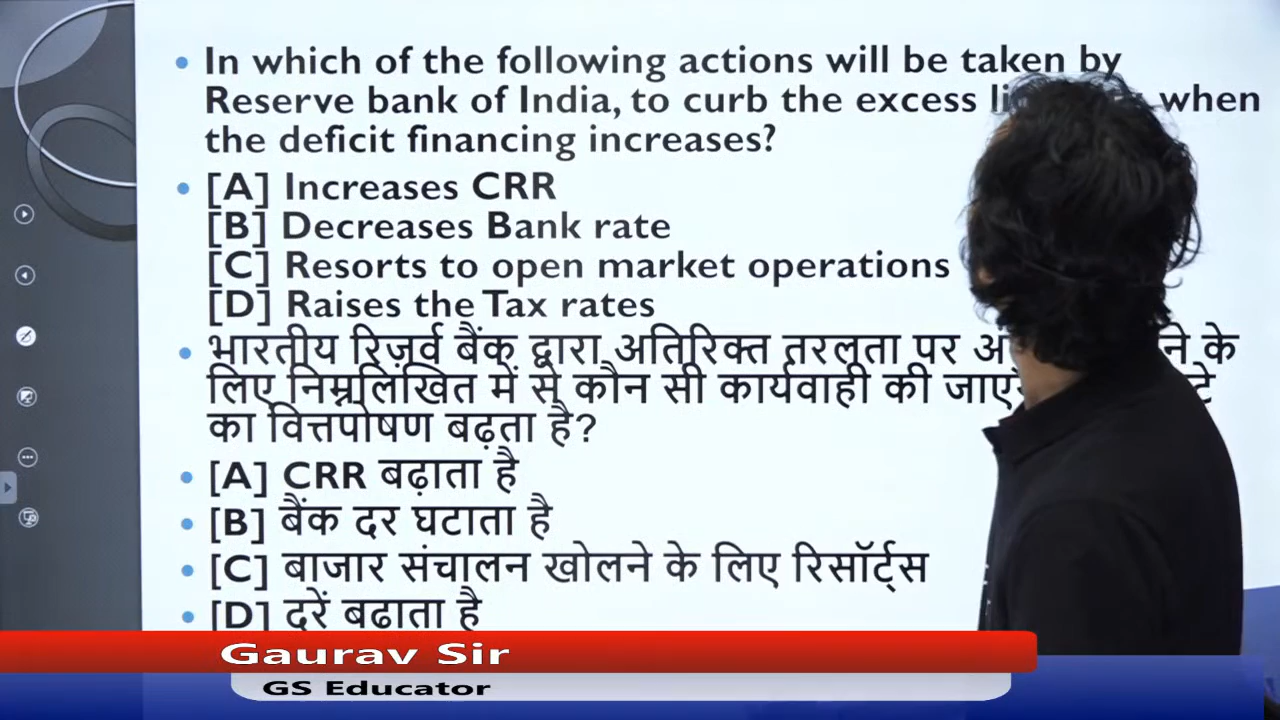 In which of the following actions will be taken by
Reserve bank of India, to curb the excess when
the deficit financing increases?
[A] Increases CRR
[B] Decreases Bank rate
[C] Resorts to open market operations
[D] Raises the Tax rates
भारतीय रिज़र्व बैंक द्वारा अतिरिक्त तरलता पर के
लिए निम्नलिखित में से कौन सी कार्यवाही की
का वित्तपोषण बढ़ता है?
[A] CRR बढ़ाता है
[B] बैंक दर घटाता है
[C] बाजार संचालन खोलने के लिए रिसॉर्ट्स
[D] दरें बढाता है
Gaurav Sir
GS Educator